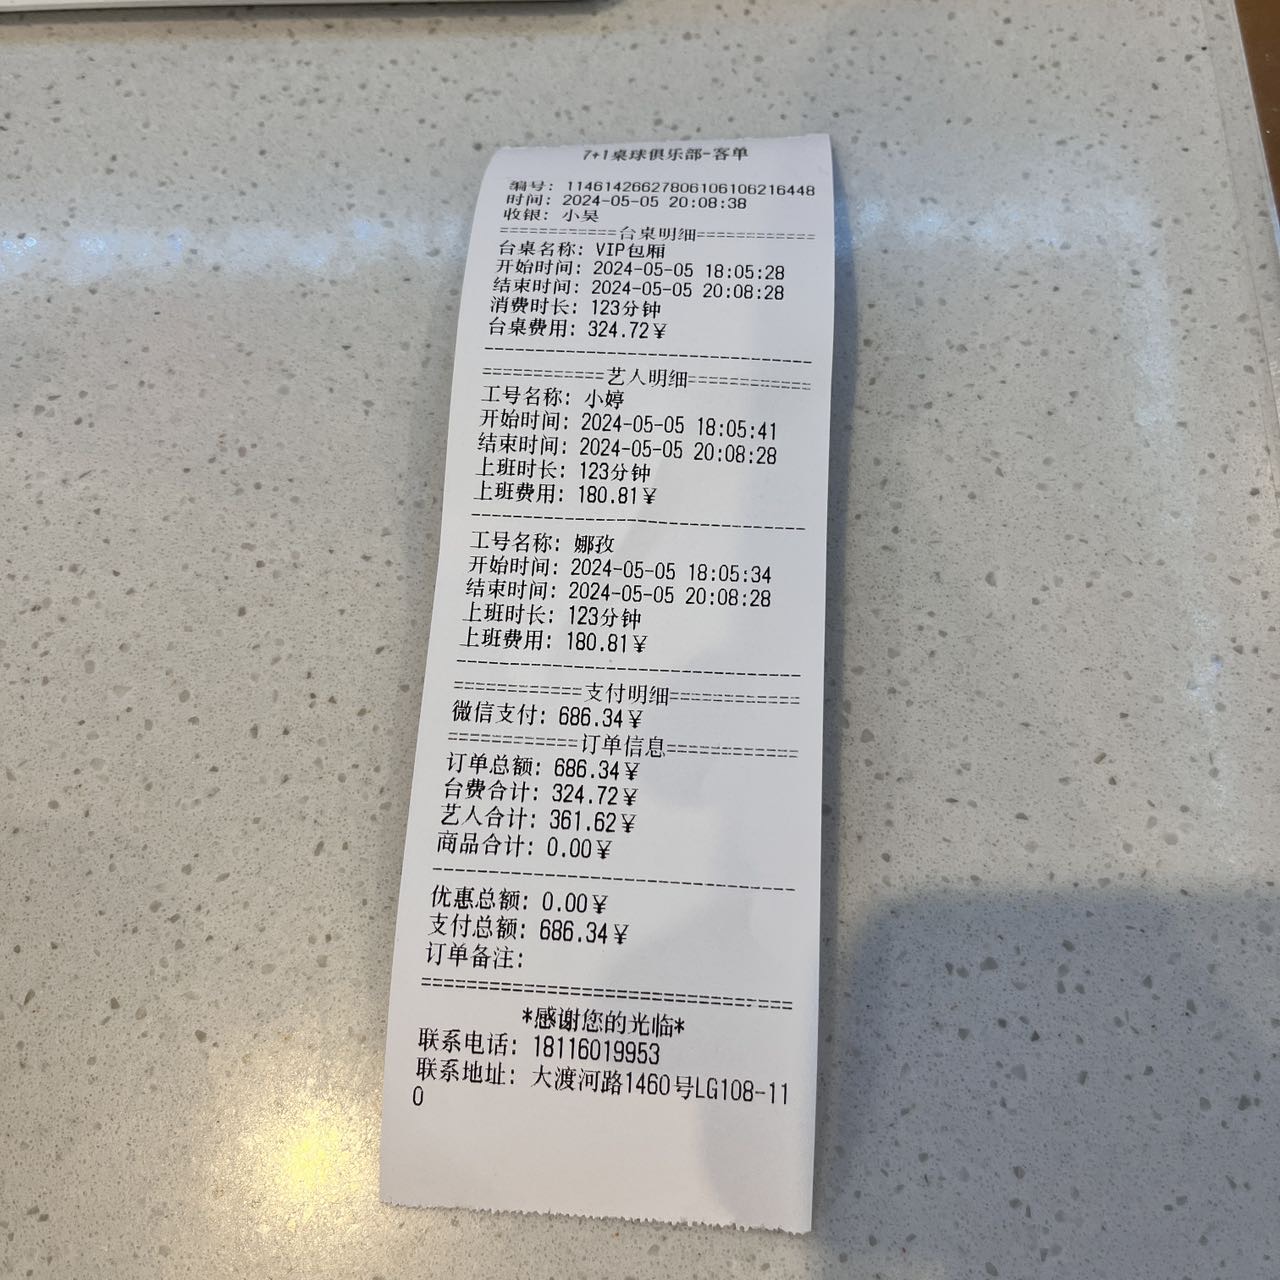 7+1桌球俱乐部-客单
编号: 1146142662780610610621644​8
时间: 2024-05-05 20:08:38
收银: 小吴
============台桌明细============
台桌名称: VIP包厢
开始时间: 2024-05-05 18:05:28
结束时间: 2024-05-05 20:08:28
消费时长: 123分钟
台桌费用: 324.72¥
--------------------------------
============艺人明细============
工号名称: 小婷
开始时间: 2024-05-05 18:05:41
结束时间: 2024-05-05 20:08:28
上班时长: 123分钟
上班费用: 180.81¥
--------------------------------
工号名称: 娜孜
开始时间: 2024-05-05 18:05:34
结束时间: 2024-05-05 20:08:28
上班时长: 123分钟
上班费用: 180.81¥
--------------------------------
============支付明细============
微信支付: 686.34¥
============订单信息============
订单总额: 686.34¥
台费合计: 324.72¥
艺人合计: 361.62¥
商品合计: 0.00¥
--------------------------------
优惠总额: 0.00¥
支付总额: 686.34¥
订单备注:
================================
*感谢您的光临*
联系电话: 18116019953
联系地址: 大渡河路1460号LG108-11
0